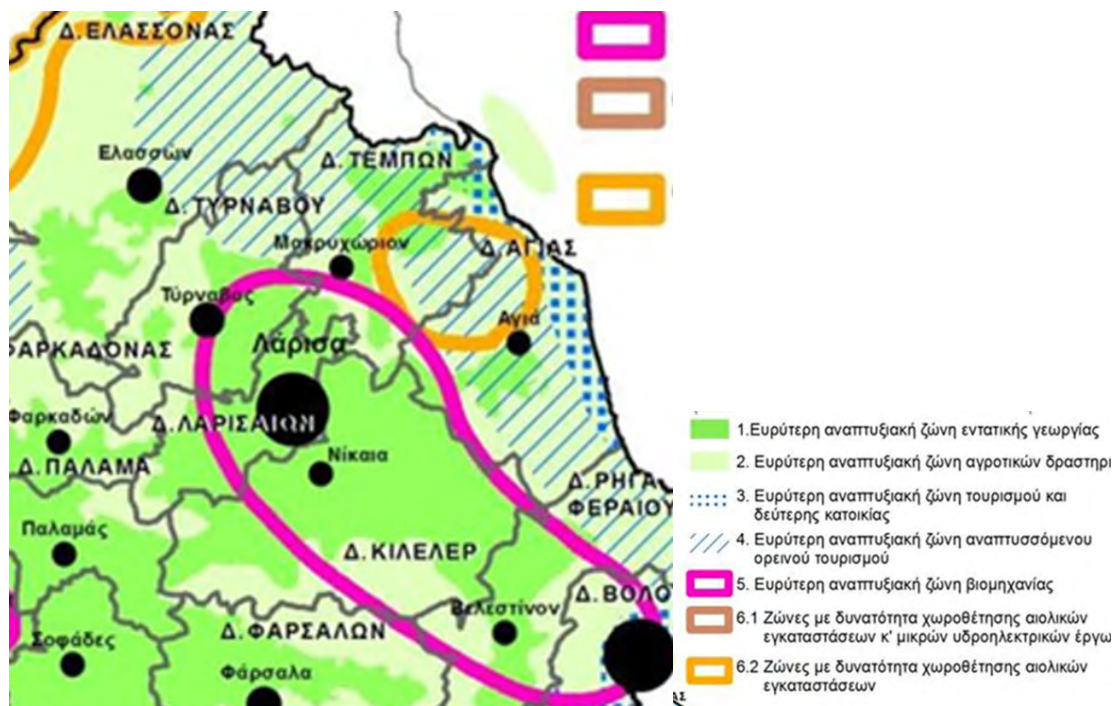 Δ.ΕΛΑΣΣΟΝΑΣ
Ελασσών
Δ.ΤΕΜΠΩΝ
Δ.ΤΥΡΝΑΒΟΥ
Μακρυχώριον
Δ.ΑΓΙΑΣ
Τύρναβος
Αγιά
Λάρισα
ΦΑΡΚΑΔΟΝΑΣ
Φαρκαδών
Δ.ΛΑΡΙΣΑΙΩΝ
Νίκαια
Δ.ΠΑΛΑΜΑ
Δ.ΡΗΓΑ
ΦΕΡΑΙΟΥ
Παλαμάς
Δ.ΚΙΛΕΛΕΡ
Δ.ΒΟΛΟ
Βελεστίνον
Δ.ΦΑΡΣΑΛΩΝ
Σοφάδες
Φάρσαλα
ΑΣ
1.Ευρύτερη αναπτυξιακή ζώνη εντατικής γεωργίας
2. Ευρύτερη αναπτυξιακή ζώνη αγροτικών δραστηρι
3. Ευρύτερη αναπτυξιακή ζώνη τουρισμού και
δεύτερης κατοικίας
4. Ευρύτερη αναπτυξιακή ζώνη αναπτυσσόμενου
ορεινού τουρισμού
5. Ευρύτερη αναπτυξιακή ζώνη βιομηχανίας
6.1 Ζώνες με δυνατότητα χωροθέτησης αιολικών
εγκαταστάσεων κ' μικρών υδροηλεκτρικών έργω
6.2 Ζώνες με δυνατότητα χωροθέτησης αιολικών
εγκαταστάσεων